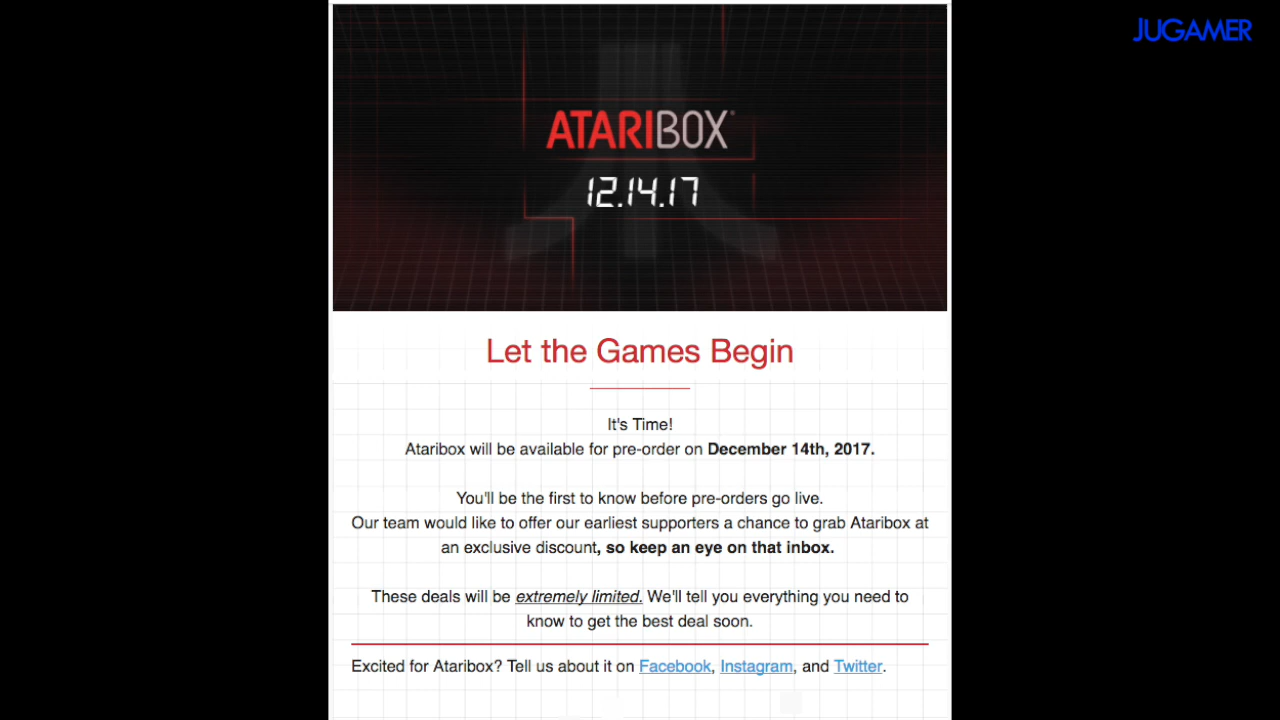 JUGAMER
ATARIBOX
12.14.17
Let the Games Begin
It's Time!
Ataribox will be available for pre-order on December 14th, 2017.
You'll be the first to know before pre-orders go live.
Our team would like to offer our earliest supporters a chance to grab Ataribox at
an exclusive discount, so keep an eye on that inbox.
These deals will be extremely limited. We'll tell you everything you need to
know to get the best deal soon.
Excited for Ataribox? Tell us about it on Facebook, Instagram, and Twitter.